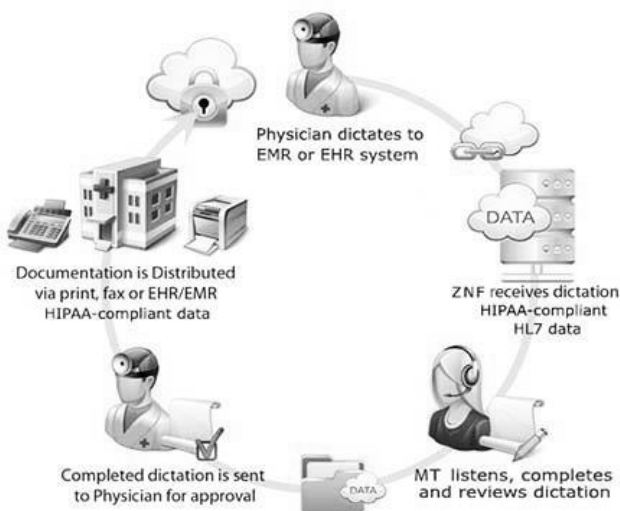 Physician dictates to
EMR or EHR system
DATA
ZNF receives dictation
HIPAA-compliant
HL7 data
MT listens, completes
and reviews dictation
DATA
Completed dictation is sent
to Physician for approval
Documentation is Distributed
via print, fax or EHR/EMR
HIPAA-compliant data